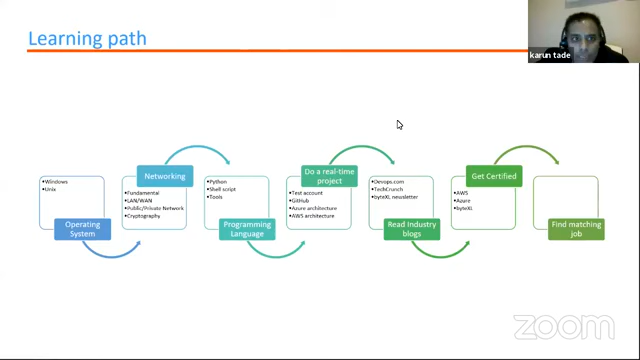 Learning path
karun tade
Windows
Unix
Operating
System
Networking
Fundamental
LAN/WAN
Public/Private Network
Cryptography
Python
Shell script
Tools
Programming
Language
Do a real-time
project
Test account
GitHub
Azure architecture
AWS architecture
Devops.com
TechCrunch
byteXL newsletter
Read Industry
blogs
Get Certified
AWS
Azure
byteXL
Find matching
job
zoom